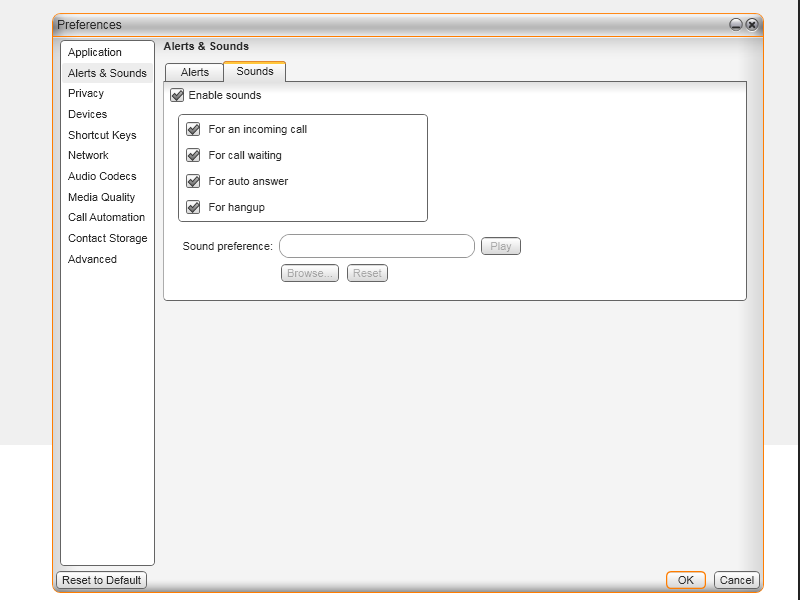 Preferences
Application
Alerts & Sounds
Privacy
Devices
Shortcut Keys
Network
Audio Codecs
Media Quality
Call Automation
Contact Storage
Advanced
Alerts & Sounds
Alerts Sounds
Enable sounds
For an incoming call
For call waiting
For auto answer
For hangup
Sound preference: Play
Browse... Reset
Reset to Default OK Cancel